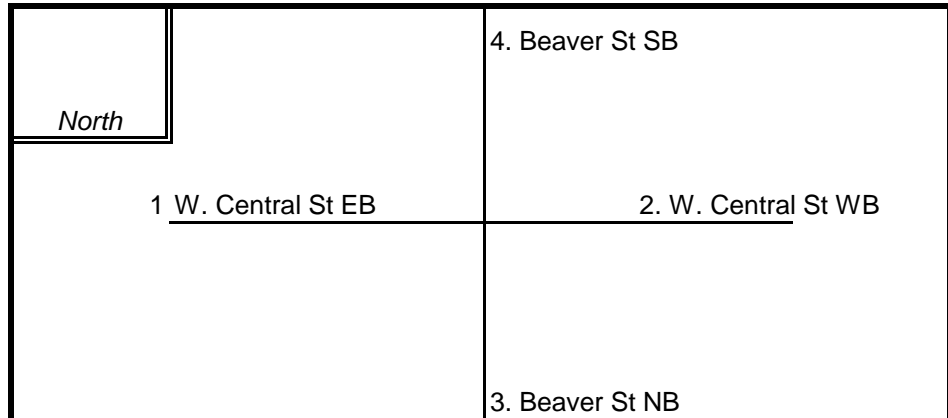 4. Beaver St SB
North
1 W. Central St EB
2. W. Central St WB
3. Beaver St NB